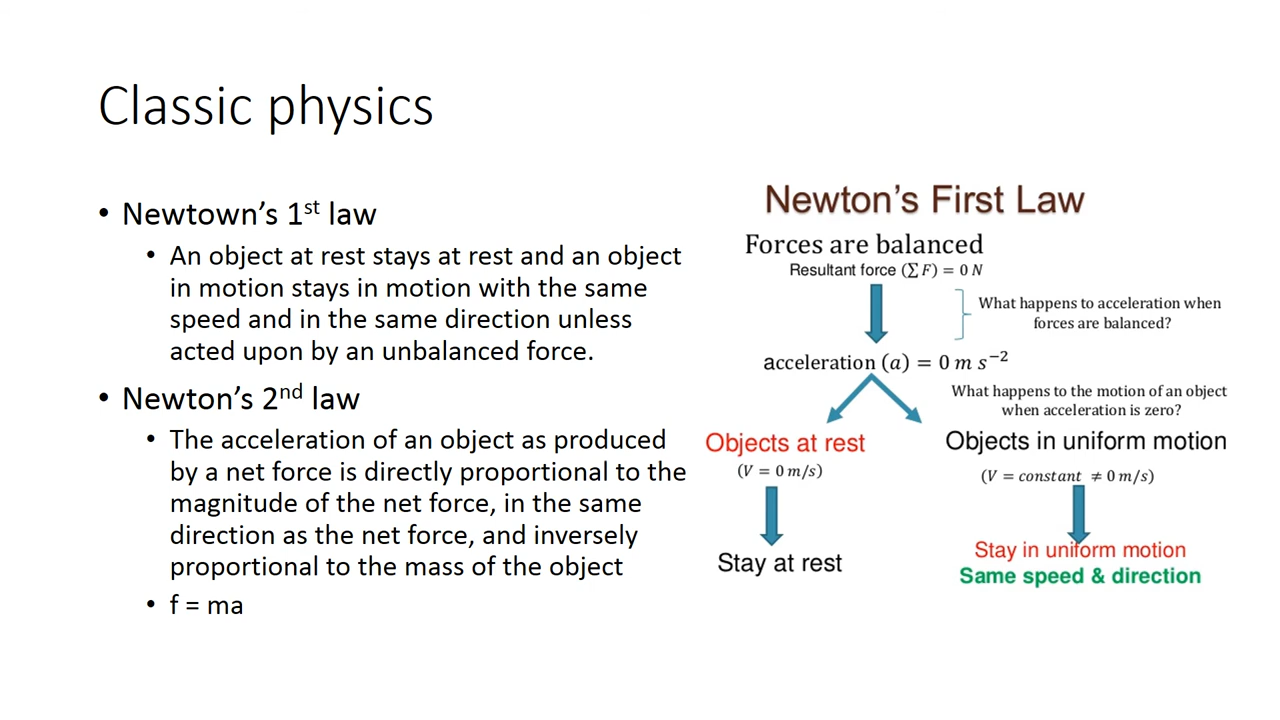 Classic physics
• Newtown’s 1st law
• An object at rest stays at rest and an object
in motion stays in motion with the same
speed and in the same direction unless
acted upon by an unbalanced force.
• Newton’s 2nd law
• The acceleration of an object as produced
by a net force is directly proportional to the
magnitude of the net force, in the same
direction as the net force, and inversely
proportional to the mass of the object
• f = ma
Newton’s First Law
Forces are balanced
Resultant force (∑ F) = 0 N
What happens to acceleration when
forces are balanced?
acceleration (a) = 0 m s⁻²
What happens to the motion of an object
when acceleration is zero?
Objects at rest
(V = 0 m/s)
Stay at rest
Objects in uniform motion
(V = constant ≠ 0 m/s)
Stay in uniform motion
Same speed & direction